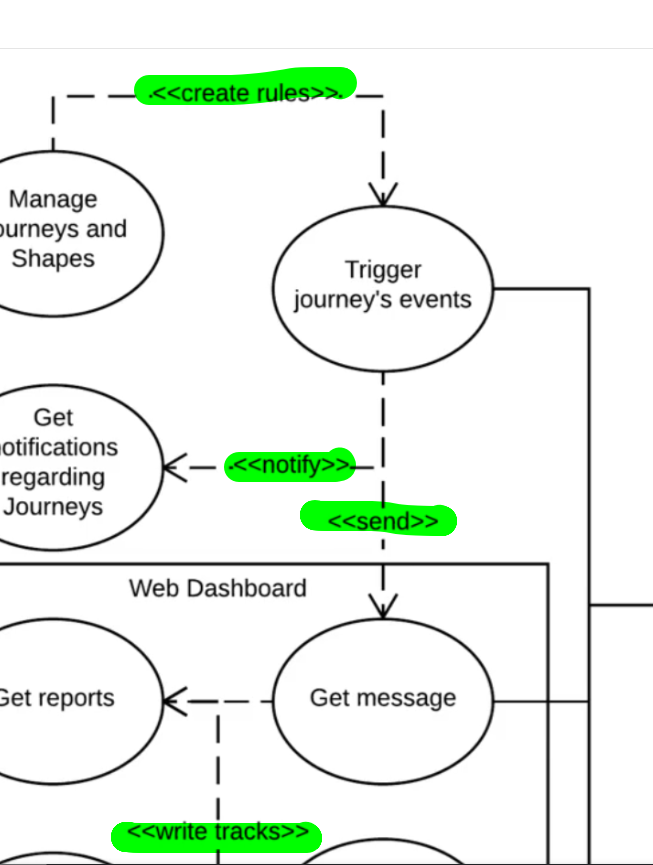 <<create rules>>
Manage
ourneys and
Shapes
Trigger
journey's events
Get
otifications
regarding
Journeys
<<notify>>
<<send>>
Web Dashboard
Get reports
Get message
<<write tracks>>